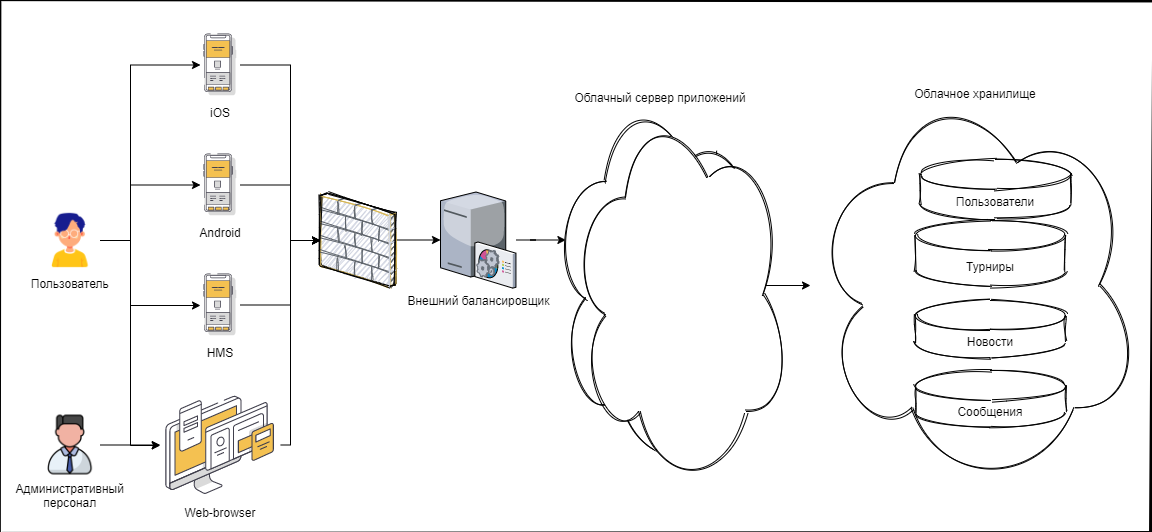 Облачный сервер приложений
Облачное хранилище
iOS
Android
Пользователь
HMS
Внешний балансировщик
Пользователи
Турниры
Новости
Сообщения
Административный
персонал
Web-browser